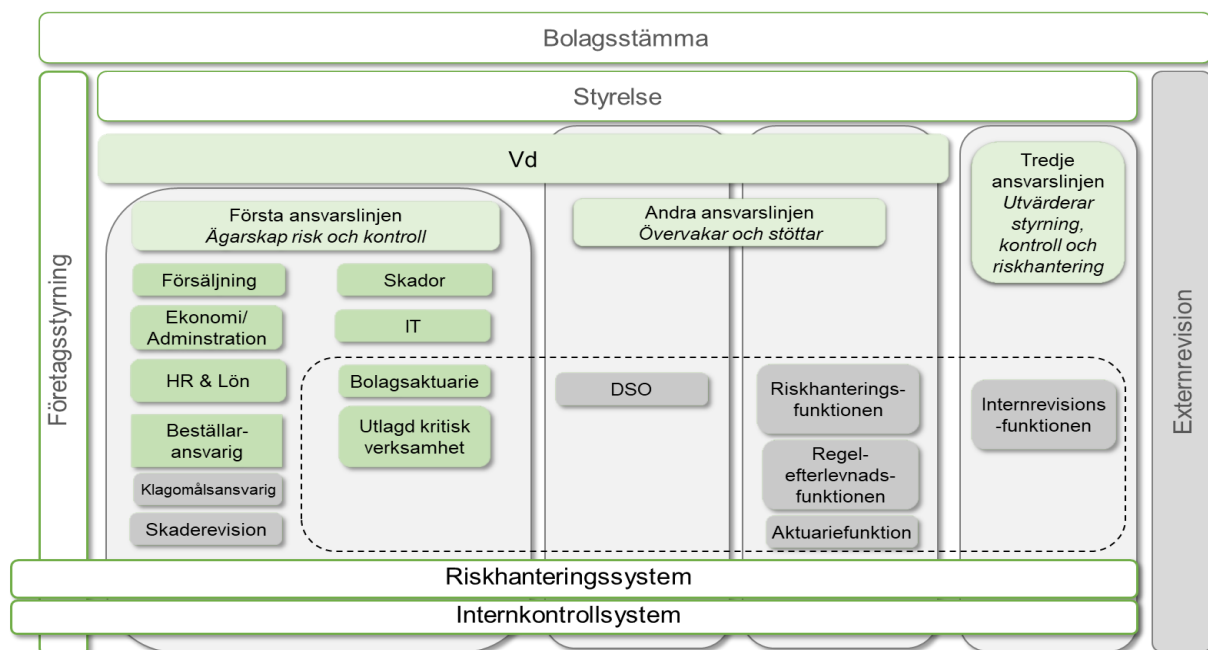 Bolagsstämma
Styrelse
Företagsstyrning
Vd
Första ansvarslinjen
Ägarskap risk och kontroll
Försäljning
Ekonomi/
Adminstration
HR & Lön
Beställar-
ansvarig
Klagomålsansvarig
Skaderevision
Skador
IT
Bolagsaktuarie
Utlagd kritisk
verksamhet
Andra ansvarslinjen
Övervakar och stöttar
DSO
Riskhanterings-
funktionen
Regel-
efterlevnads-
funktionen
Aktuariefunktion
Tredje
ansvarslinjen
Utvärderar
styrning,
kontroll och
riskhantering
Internrevisions
-funktionen
Externrevision
Riskhanteringssystem
Internkontrollsystem